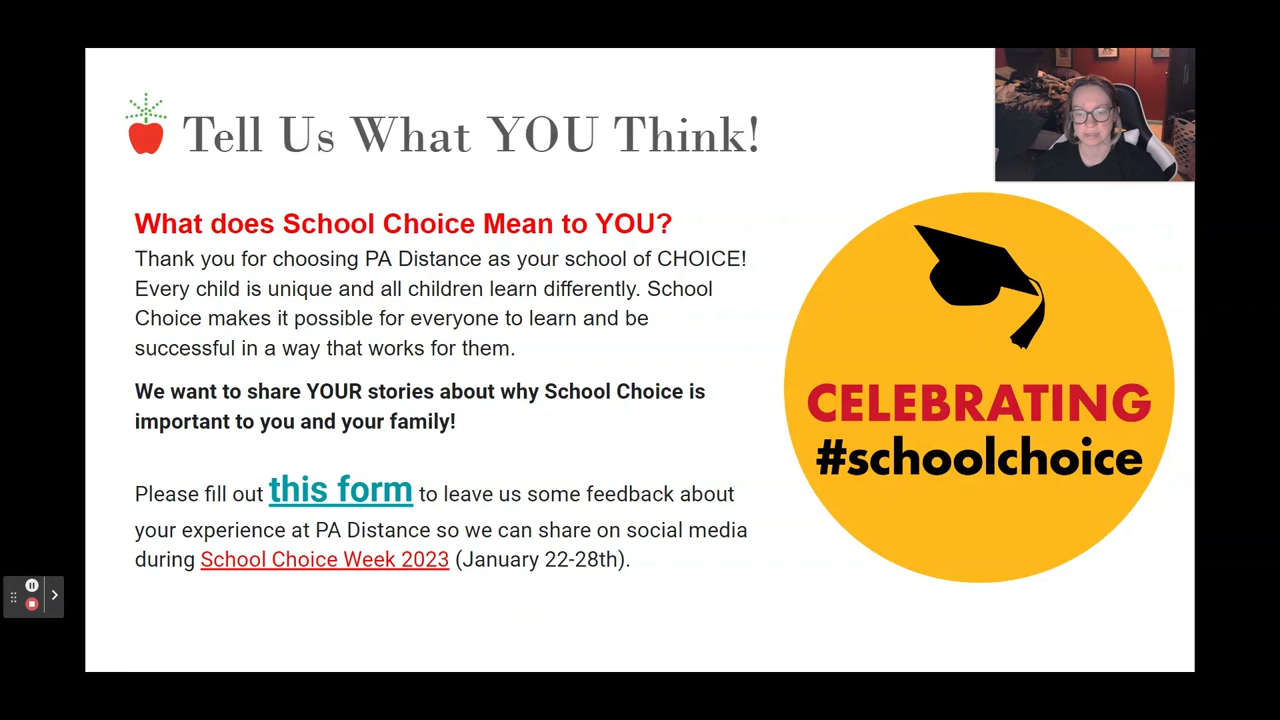 Tell Us What YOU Think!
What does School Choice Mean to YOU?
Thank you for choosing PA Distance as your school of CHOICE!
Every child is unique and all children learn differently. School
Choice makes it possible for everyone to learn and be
successful in a way that works for them.
We want to share YOUR stories about why School Choice is
important to you and your family!
Please fill out this form to leave us some feedback about
your experience at PA Distance so we can share on social media
during School Choice Week 2023 (January 22-28th).
CELEBRATING
#schoolchoice